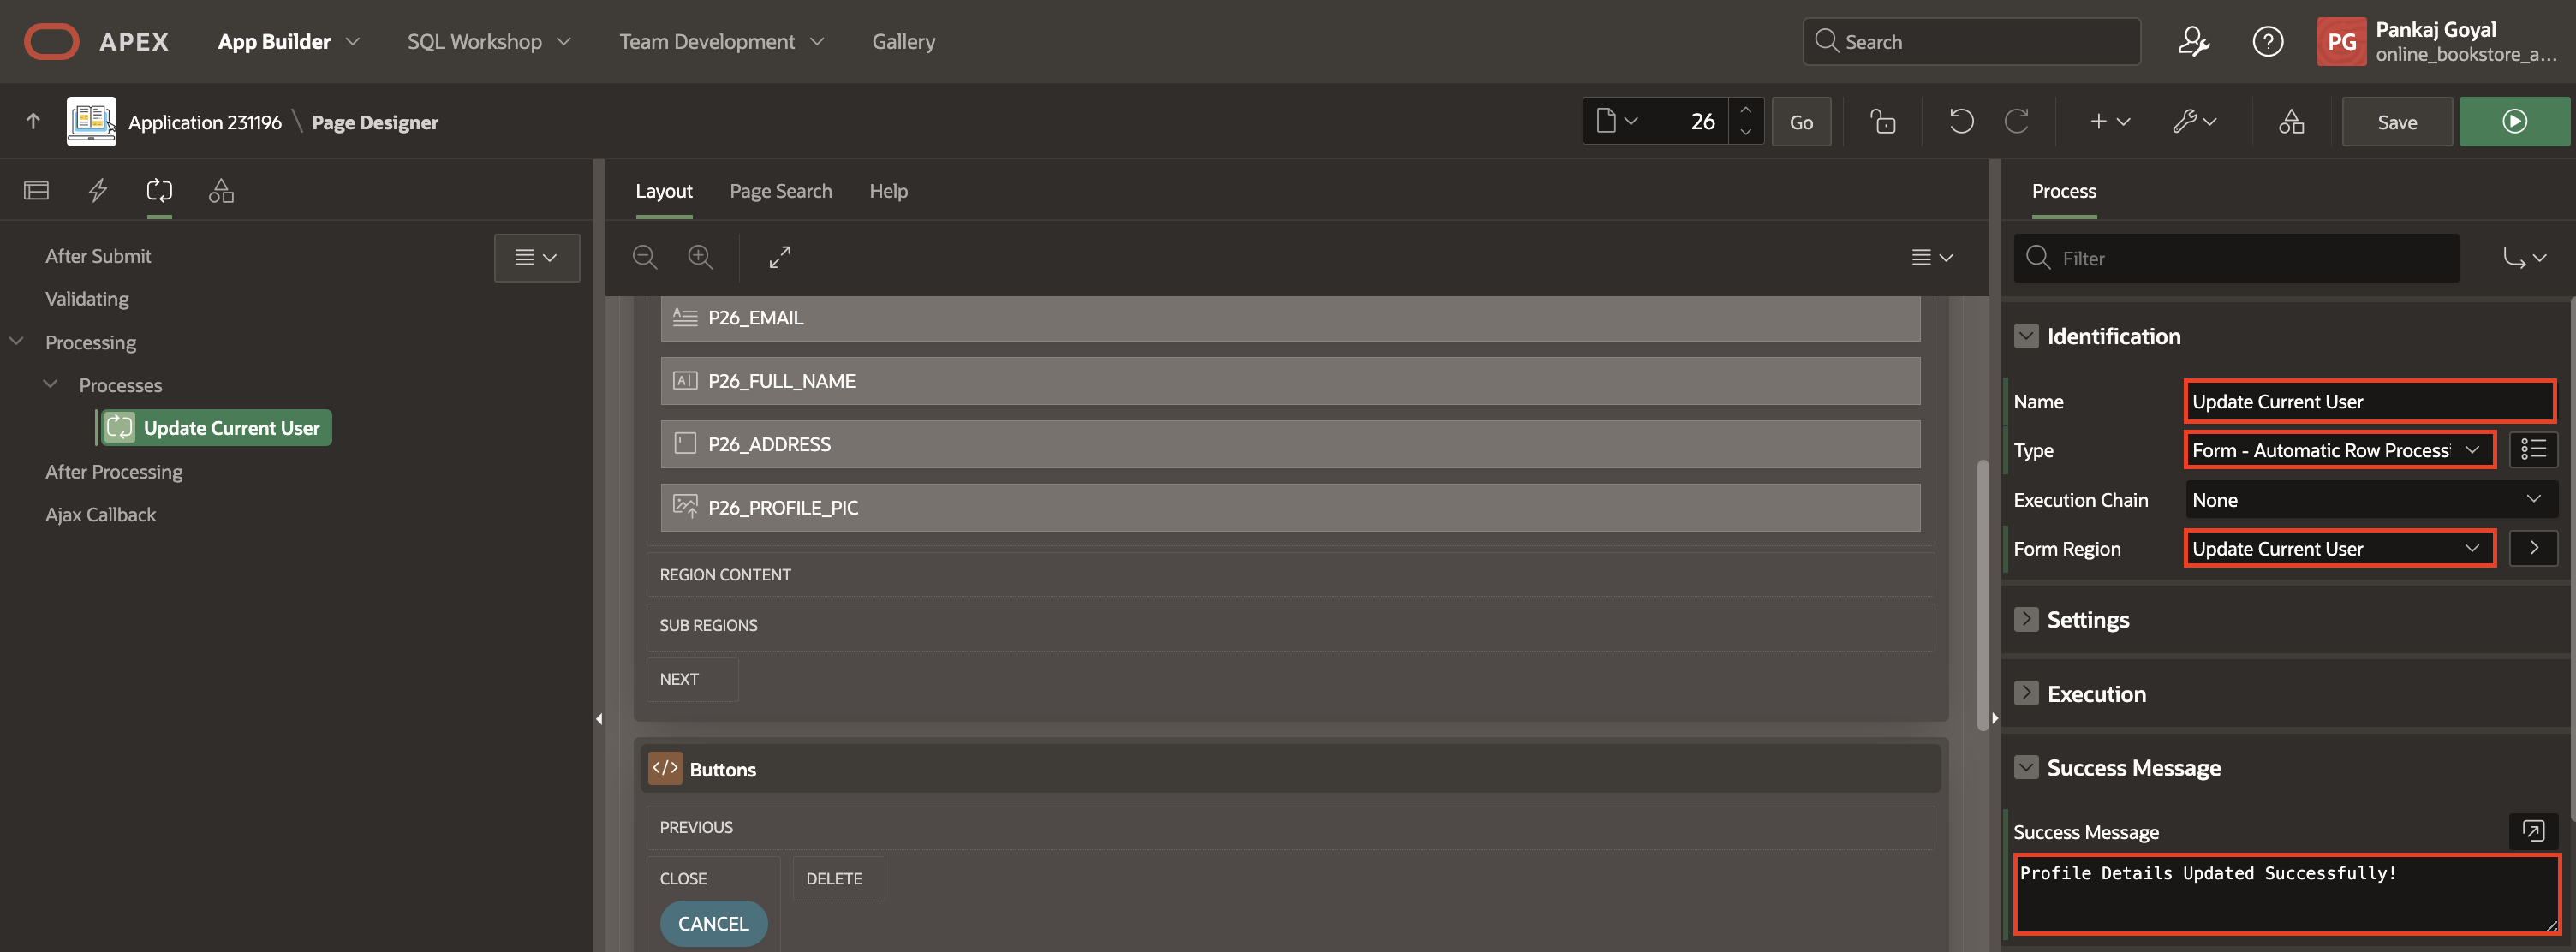 APEX App Builder SQL Workshop Team Development Gallery Search PG Pankaj Goyal
online_bookstore_a...
Application 231196 \ Page Designer 26 Go Save
Layout Page Search Help
Process
After Submit
Validating
Processing
Processes
Update Current User
After Processing
Ajax Callback
P26_EMAIL
P26_FULL_NAME
P26_ADDRESS
P26_PROFILE_PIC
REGION CONTENT
SUB REGIONS
NEXT
Buttons
PREVIOUS
CLOSE DELETE
CANCEL
Filter
Identification
Name Update Current User
Type Form - Automatic Row Process
Execution Chain None
Form Region Update Current User
Settings
Execution
Success Message
Success Message
Profile Details Updated Successfully!